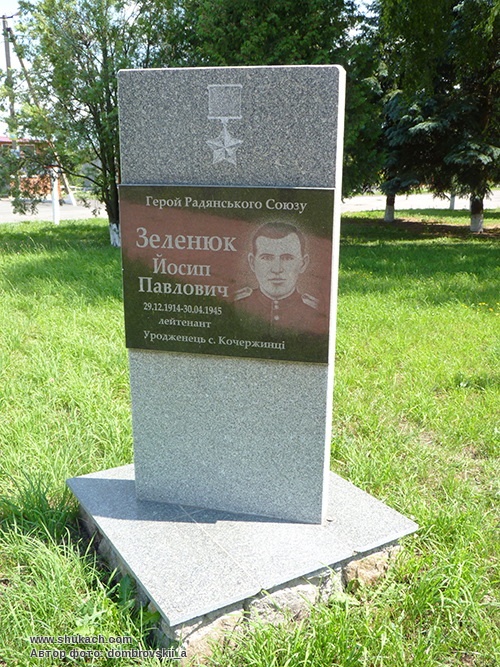 Герой Радянського Союзу
Зеленюк
Йосип
Павлович
29.12.1914-30.04.1945
лейтенант
Уродженець с. Кочержинці
www.shukach.com
Автор фото: dombrovskii_a